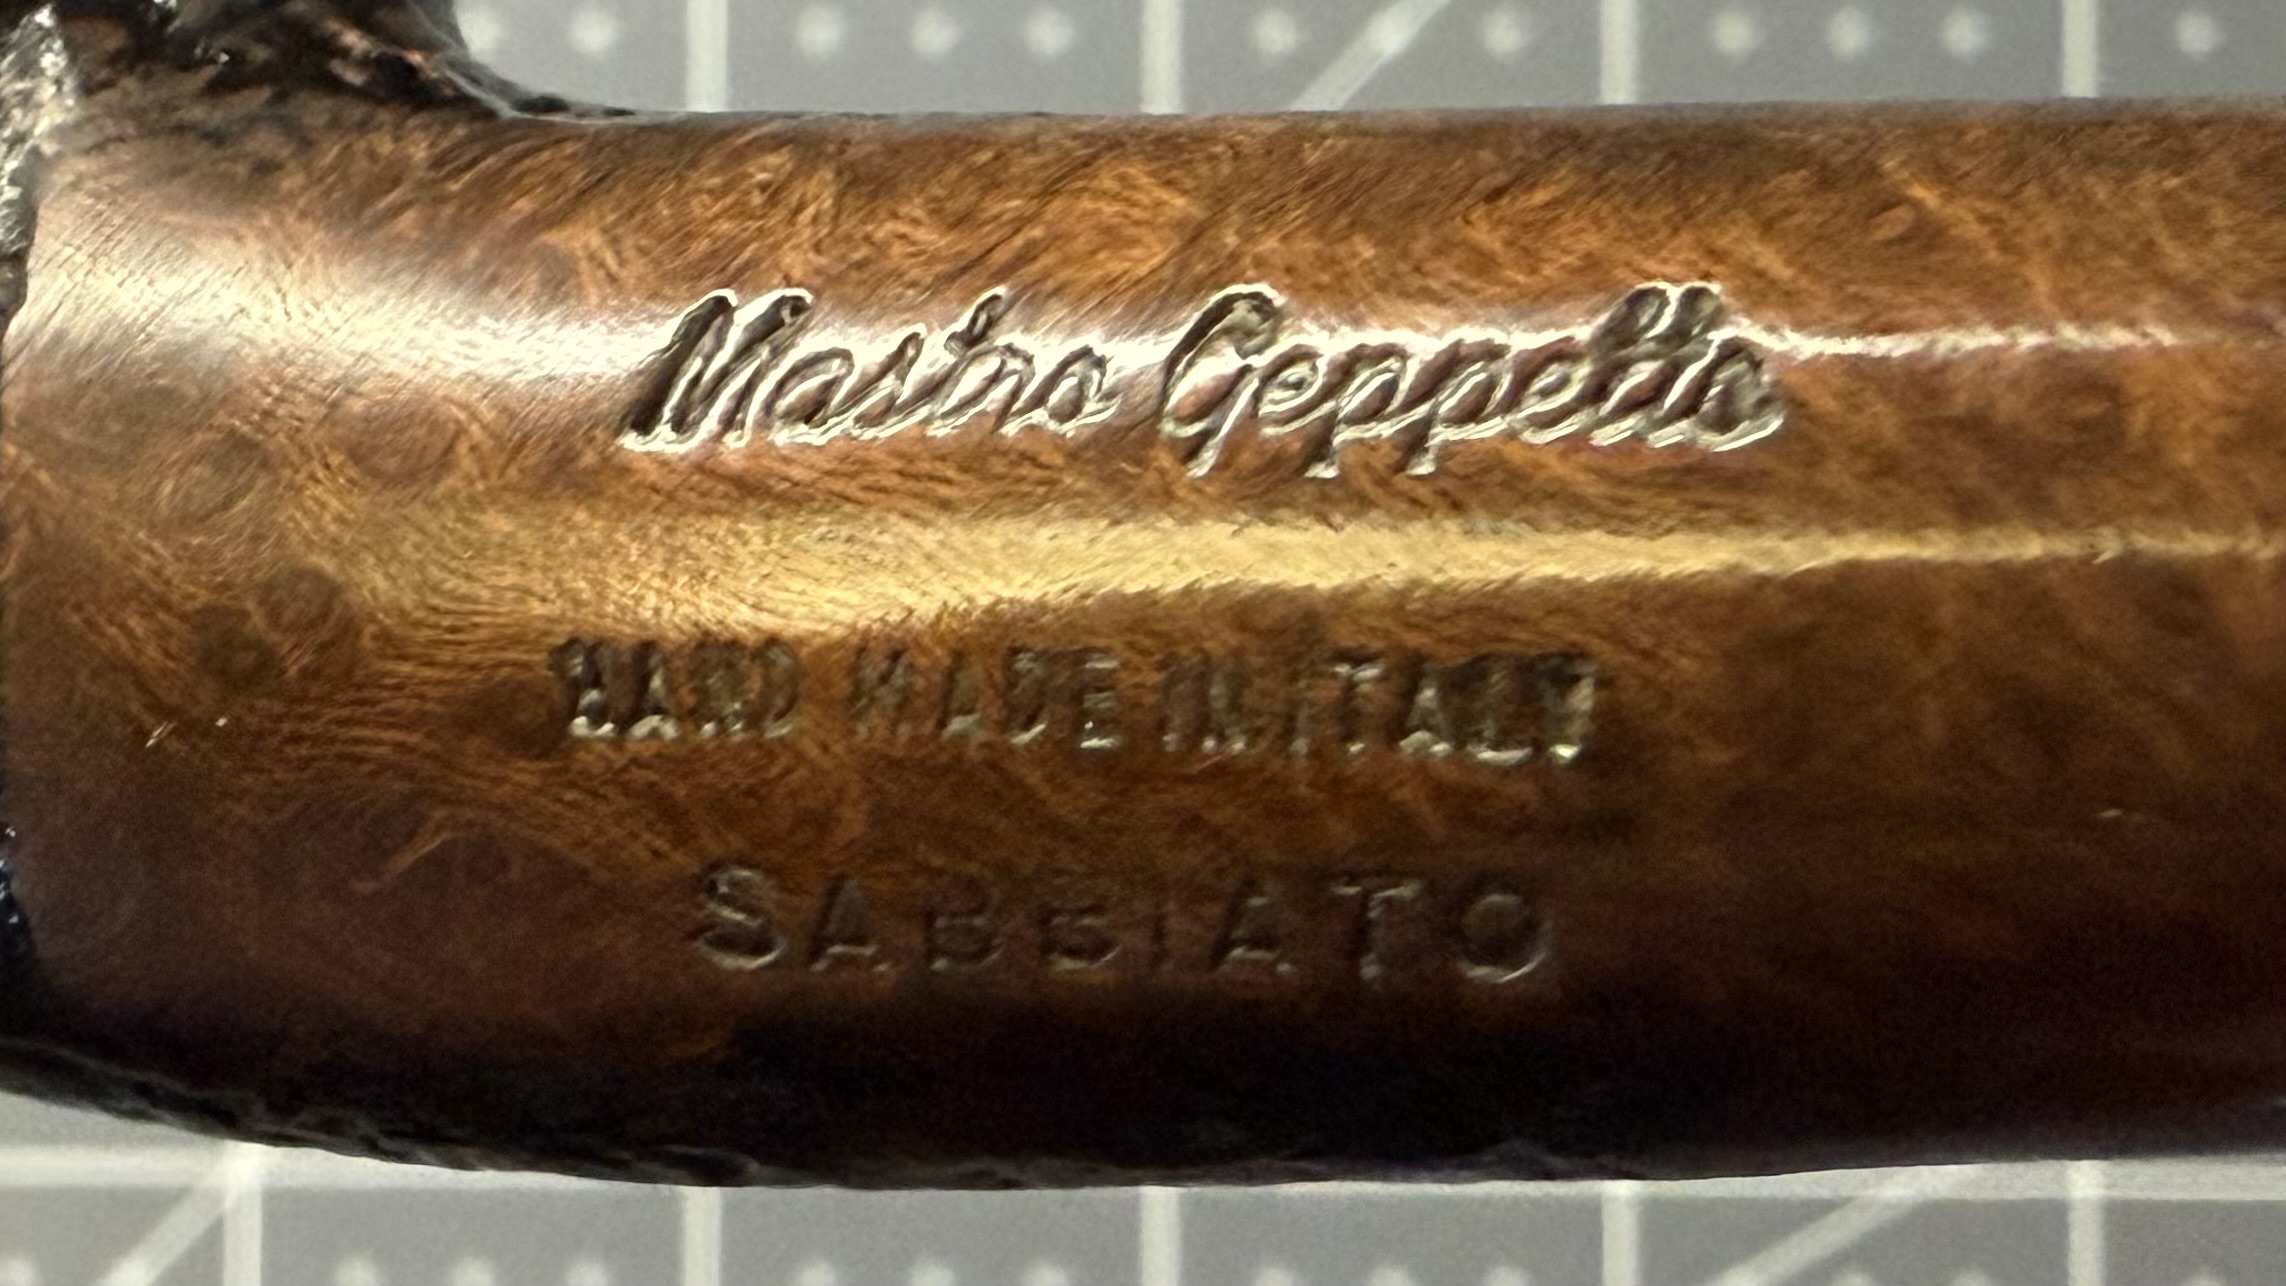 Mastro Geppetto
HAND MADE IN ITALY
SABBIATO